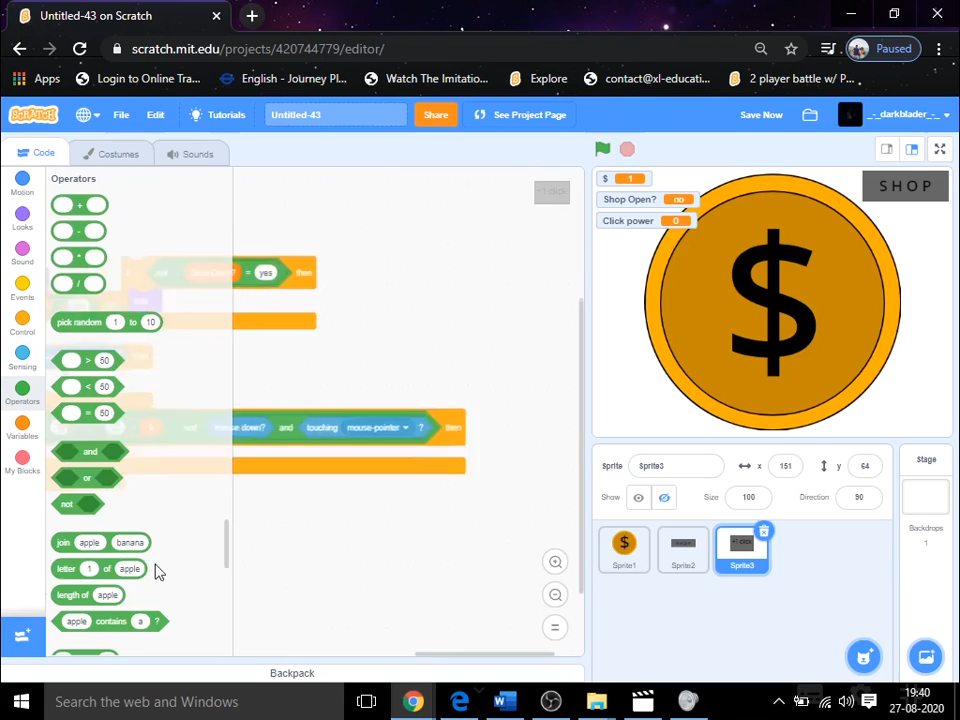 Untitled-43 on Scratch
scratch.mit.edu/projects/420744779/editor/
Paused
Apps
Login to Online Tra...
English - Journey Pl...
Watch The Imitatio...
Explore
contact@xl-educati...
2 player battle w/ P...
SCRATCH
File
Edit
Tutorials
Untitled-43
Share
See Project Page
Save Now
_-_darkblader_-_
Code
Costumes
Sounds
Motion
Looks
Sound
Events
Control
Sensing
Operators
Variables
My Blocks
Operators
+
-
*
/
pick random 1 to 10
> 50
< 50
= 50
and
or
not
join apple banana
letter 1 of apple
length of apple
apple contains a ?
= yes then
mouse down? and touching mouse-pointer ? then
+1 click
Backpack
$ 1
Shop Open? no
Click power 0
SHOP
$
Sprite Sprite3 x 151 y 64
Show Size 100 Direction 90
Sprite1
Sprite2
+1 click
Sprite3
Stage
Backdrops
1
Search the web and Windows
19:40
27-08-2020